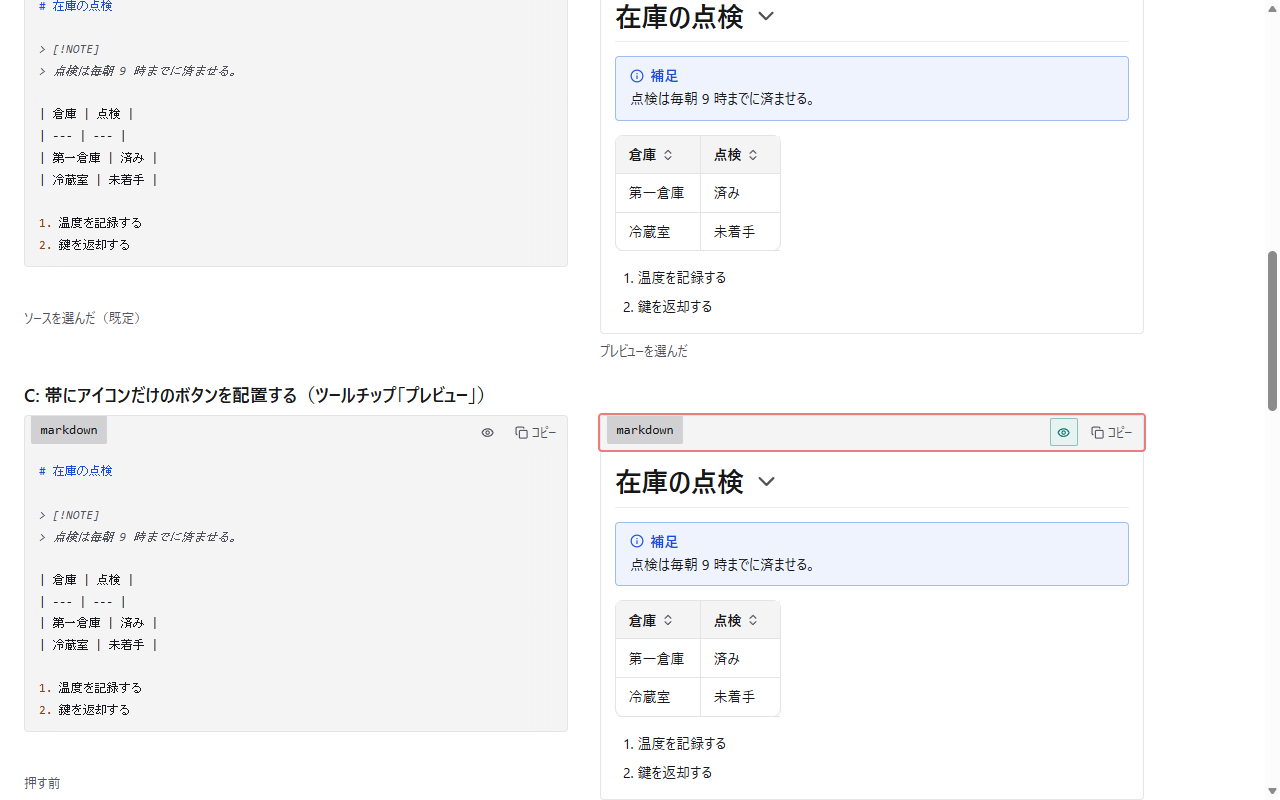 # 在庫の点検
> [!NOTE]
> 点検は毎朝 9 時までに済ませる。
| 倉庫 | 点検 |
| --- | --- |
| 第一倉庫 | 済み |
| 冷蔵室 | 未着手 |
1. 温度を記録する
2. 鍵を返却する
ソースを選んだ（既定）
在庫の点検
補足
点検は毎朝 9 時までに済ませる。
倉庫 点検
第一倉庫 済み
冷蔵室 未着手
1. 温度を記録する
2. 鍵を返却する
プレビューを選んだ
C: 帯にアイコンだけのボタンを配置する（ツールチップ「プレビュー」）
markdown コピー
# 在庫の点検
> [!NOTE]
> 点検は毎朝 9 時までに済ませる。
| 倉庫 | 点検 |
| --- | --- |
| 第一倉庫 | 済み |
| 冷蔵室 | 未着手 |
1. 温度を記録する
2. 鍵を返却する
押す前
markdown コピー
在庫の点検
補足
点検は毎朝 9 時までに済ませる。
倉庫 点検
第一倉庫 済み
冷蔵室 未着手
1. 温度を記録する
2. 鍵を返却する